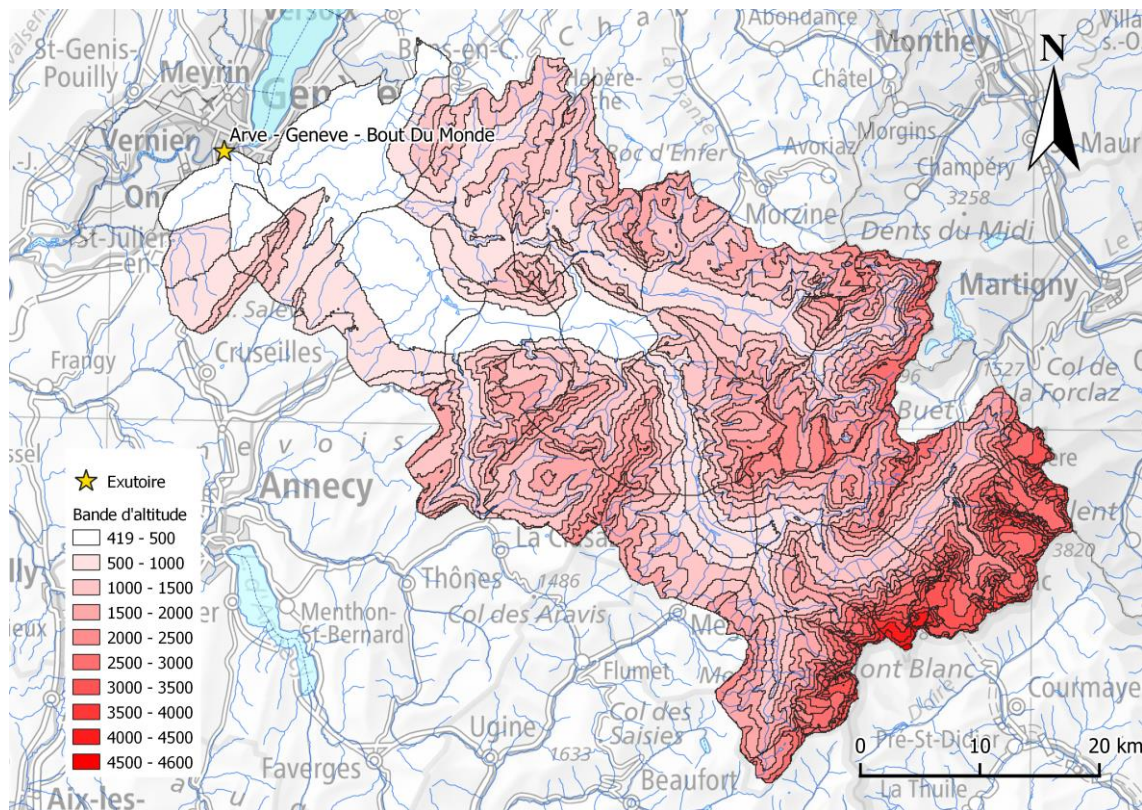 Versoix
St-Genis-
Pouilly
Meyrin
Vernier
Arve - Geneve - Bout Du Monde
St-Julien-
en-
Frangy
Cruseilles
Abondance
Monthey
Châtel
Morgins
Avoriaz
Champéry
3258
Roc d'Enfer
Morzine
Dents du Midi
Martigny
1527
Col de
la Forclaz
Buet
3820
Annecy
Thônes
1486
Col des Aravis
Menthon-
St-Bernard
Flumet
Col des
Saisies
Ugine
1633
Faverges
Beaufort
Aix-les-
Mont Blanc
Courmaye
Pré-St-Didier
La Thuile
N
0 10 20 km
Exutoire
Bande d'altitude
419 - 500
500 - 1000
1000 - 1500
1500 - 2000
2000 - 2500
2500 - 3000
3000 - 3500
3500 - 4000
4000 - 4500
4500 - 4600